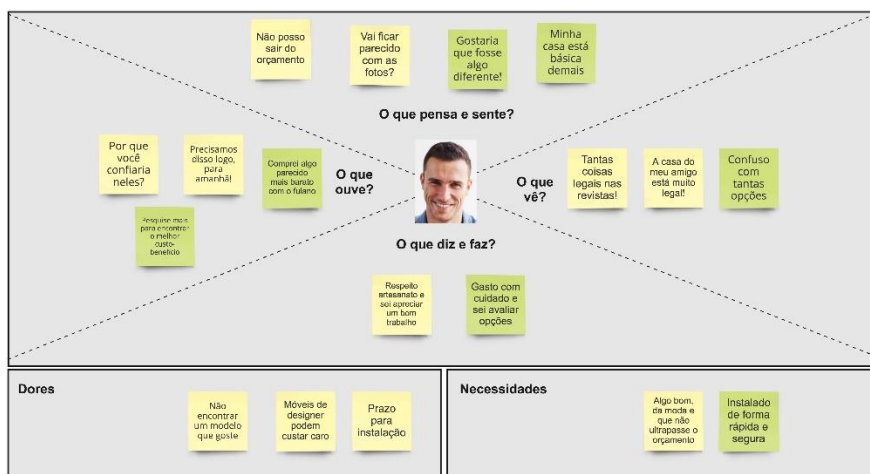 Não posso
sair do
orçamento
Vai ficar
parecido
com as
fotos?
Gostaria
que fosse
algo
diferente!
Minha
casa está
básica
demais
O que pensa e sente?
Por que
você
confiaria
neles?
Precisamos
disso logo,
para
amanhã!
Comprei algo
parecido
mais barato
com o fulano
Pesquise mais
para encontrar
o melhor
custo-
benefício
O que
ouve?
O que
vê?
Tantas
coisas
legais nas
revistas!
A casa do
meu amigo
está muito
legal!
Confuso
com
tantas
opções
O que diz e faz?
Respeito
artesanato e
sei apreciar
um bom
trabalho
Gasto com
cuidado e
sei avaliar
opções
Dores
Não
encontrar
um modelo
que goste
Móveis de
designer
podem
custar caro
Prazo
para
instalação
Necessidades
Algo bom,
da moda e
que não
ultrapasse o
orçamento
Instalado
de forma
rápida e
segura